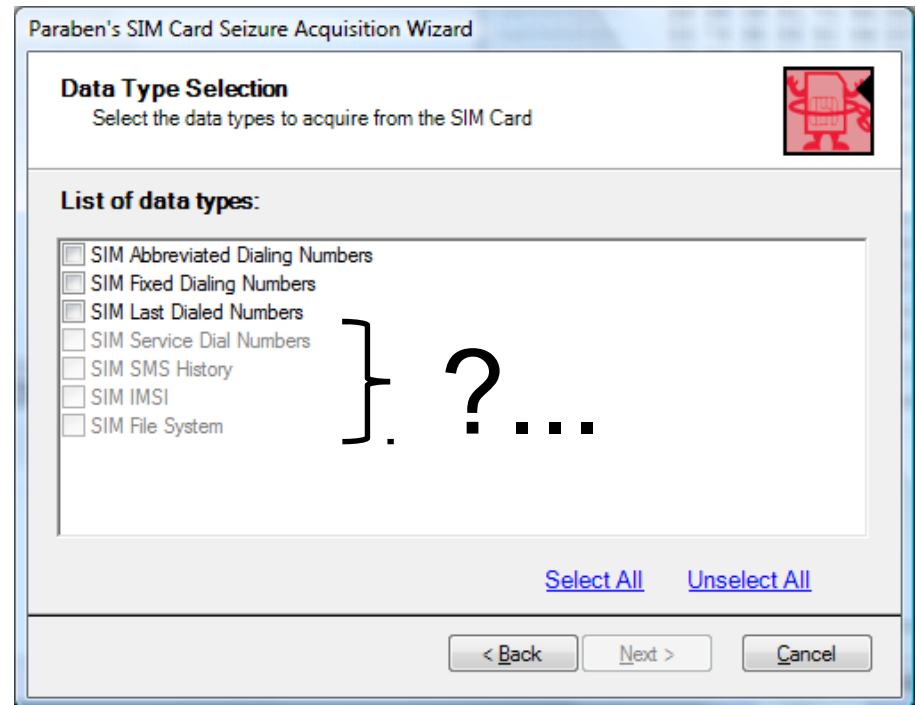 Paraben's SIM Card Seizure Acquisition Wizard
Data Type Selection
Select the data types to acquire from the SIM Card
List of data types:
SIM Abbreviated Dialing Numbers
SIM Fixed Dialing Numbers
SIM Last Dialed Numbers
SIM Service Dial Numbers
SIM SMS History
SIM IMSI
SIM File System
. ?...
Select All Unselect All
< Back Next > Cancel